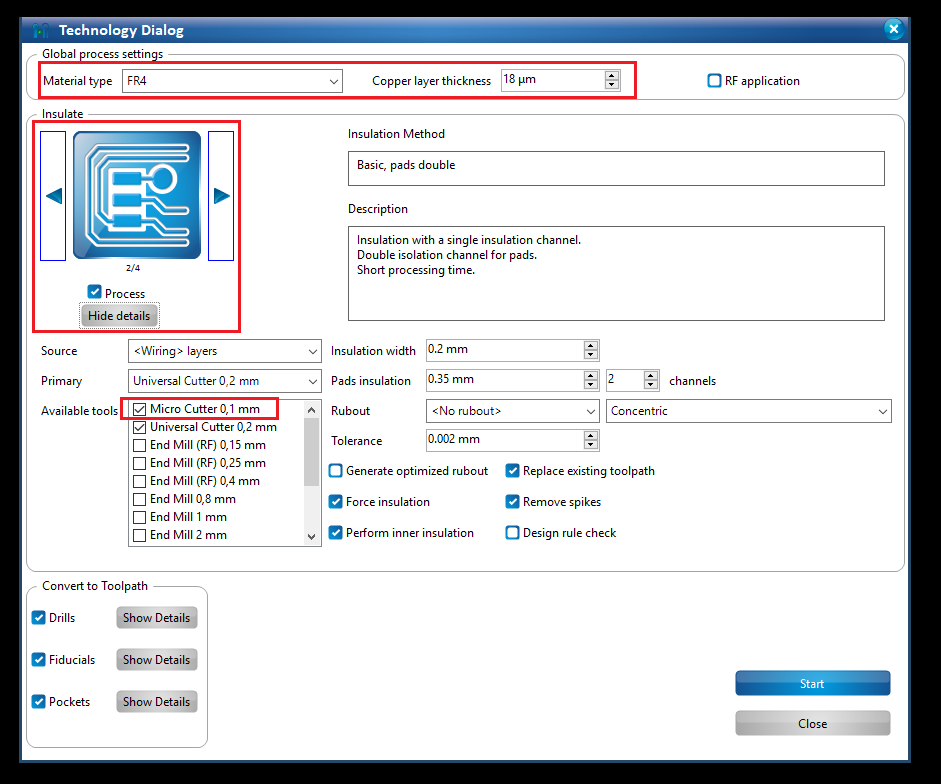 Technology Dialog
Global process settings
Material type FR4 Copper layer thickness 18 µm RF application
Insulate
2/4
Process
Hide details
Insulation Method
Basic, pads double
Description
Insulation with a single insulation channel.
Double isolation channel for pads.
Short processing time.
Source <Wiring> layers Insulation width 0.2 mm
Primary Universal Cutter 0,2 mm Pads insulation 0.35 mm 2 channels
Available tools
Micro Cutter 0,1 mm
Universal Cutter 0,2 mm
End Mill (RF) 0,15 mm
End Mill (RF) 0,25 mm
End Mill (RF) 0,4 mm
End Mill 0,8 mm
End Mill 1 mm
End Mill 2 mm
Rubout <No rubout> Concentric
Tolerance 0.002 mm
Generate optimized rubout Replace existing toolpath
Force insulation Remove spikes
Perform inner insulation Design rule check
Convert to Toolpath
Drills Show Details
Fiducials Show Details
Pockets Show Details
Start
Close